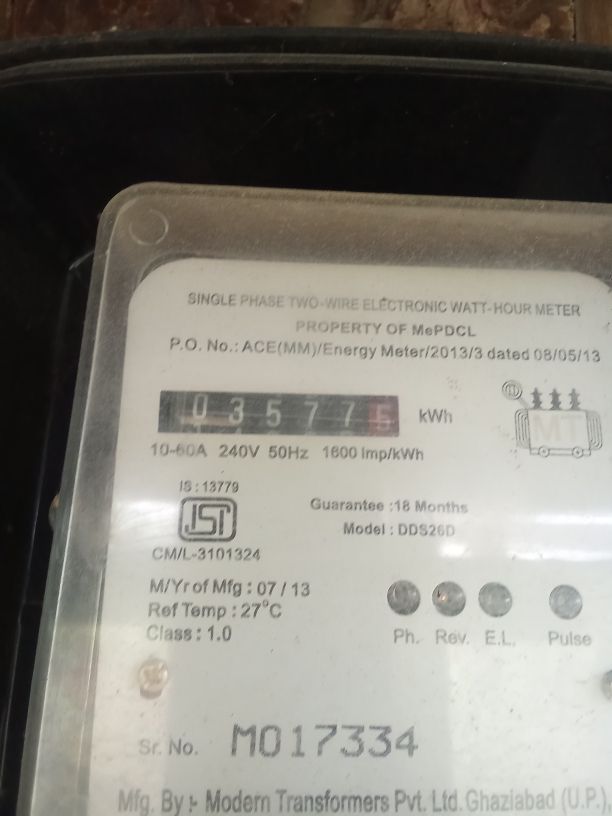 SINGLE PHASE TWO-WIRE ELECTRONIC WATT-HOUR METER
PROPERTY OF MePDCL
P.O. No.: ACE(MM)/Energy Meter/2013/3 dated 08/05/13
035775 kWh
MT
10-60A 240V 50Hz 1600 Imp/kWh
IS : 13779
ISI
Guarantee : 18 Months
Model : DDS26D
CM/L-3101324
M/Yr of Mfg : 07 / 13
Ref Temp : 27°C
Class : 1.0
Ph. Rev. E.L. Pulse
Sr. No. M017334
Mfg. By :- Modern Transformers Pvt. Ltd. Ghaziabad (U.P.),